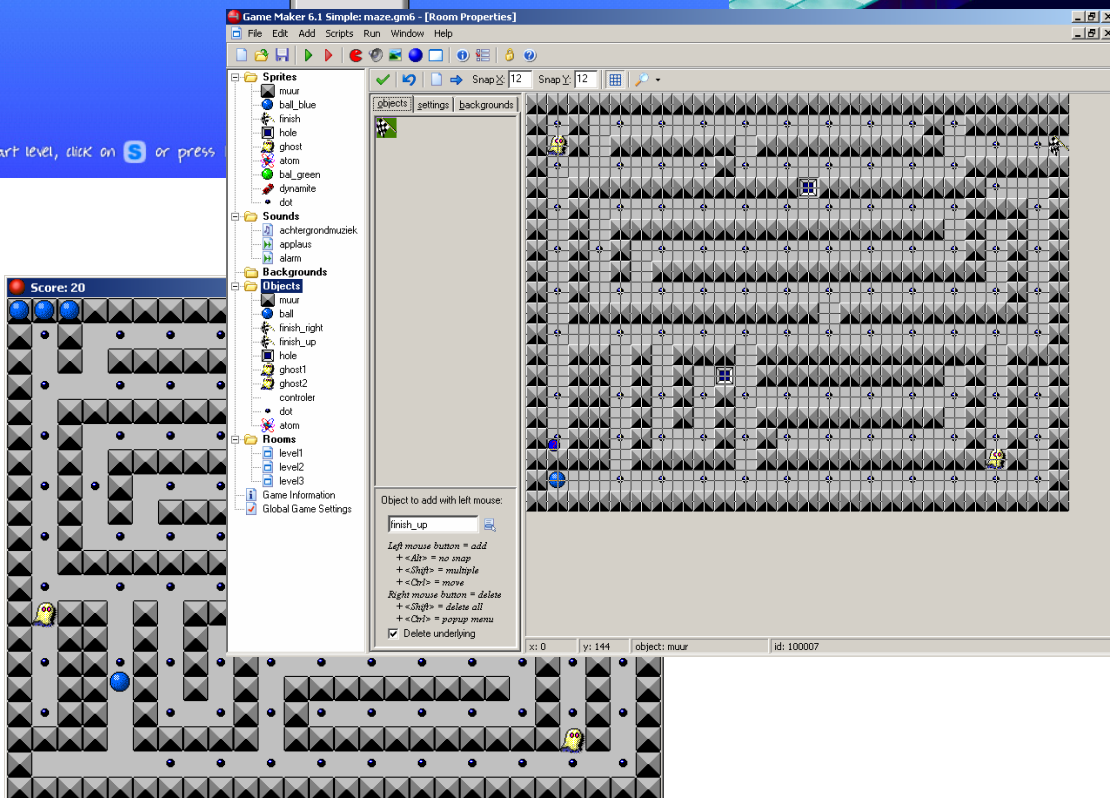 Game Maker 6.1 Simple: maze.gm6 - [Room Properties]
File Edit Add Scripts Run Window Help
Snap X: 12 Snap Y: 12
art level, click on S or press
Sprites
muur
ball_blue
finish
hole
ghost
atom
bal_green
dynamite
dot
Sounds
achtergrondmuziek
applaus
alarm
Backgrounds
Objects
muur
ball
finish_right
finish_up
hole
ghost1
ghost2
controler
dot
atom
Rooms
level1
level2
level3
Game Information
Global Game Settings
objects settings backgrounds
Object to add with left mouse:
finish_up
Left mouse button = add
+ <Alt> = no snap
+ <Shift> = multiple
+ <Ctrl> = move
Right mouse button = delete
+ <Shift> = delete all
+ <Ctrl> = popup menu
Delete underlying
x: 0 y: 144 object: muur id: 100007
Score: 20